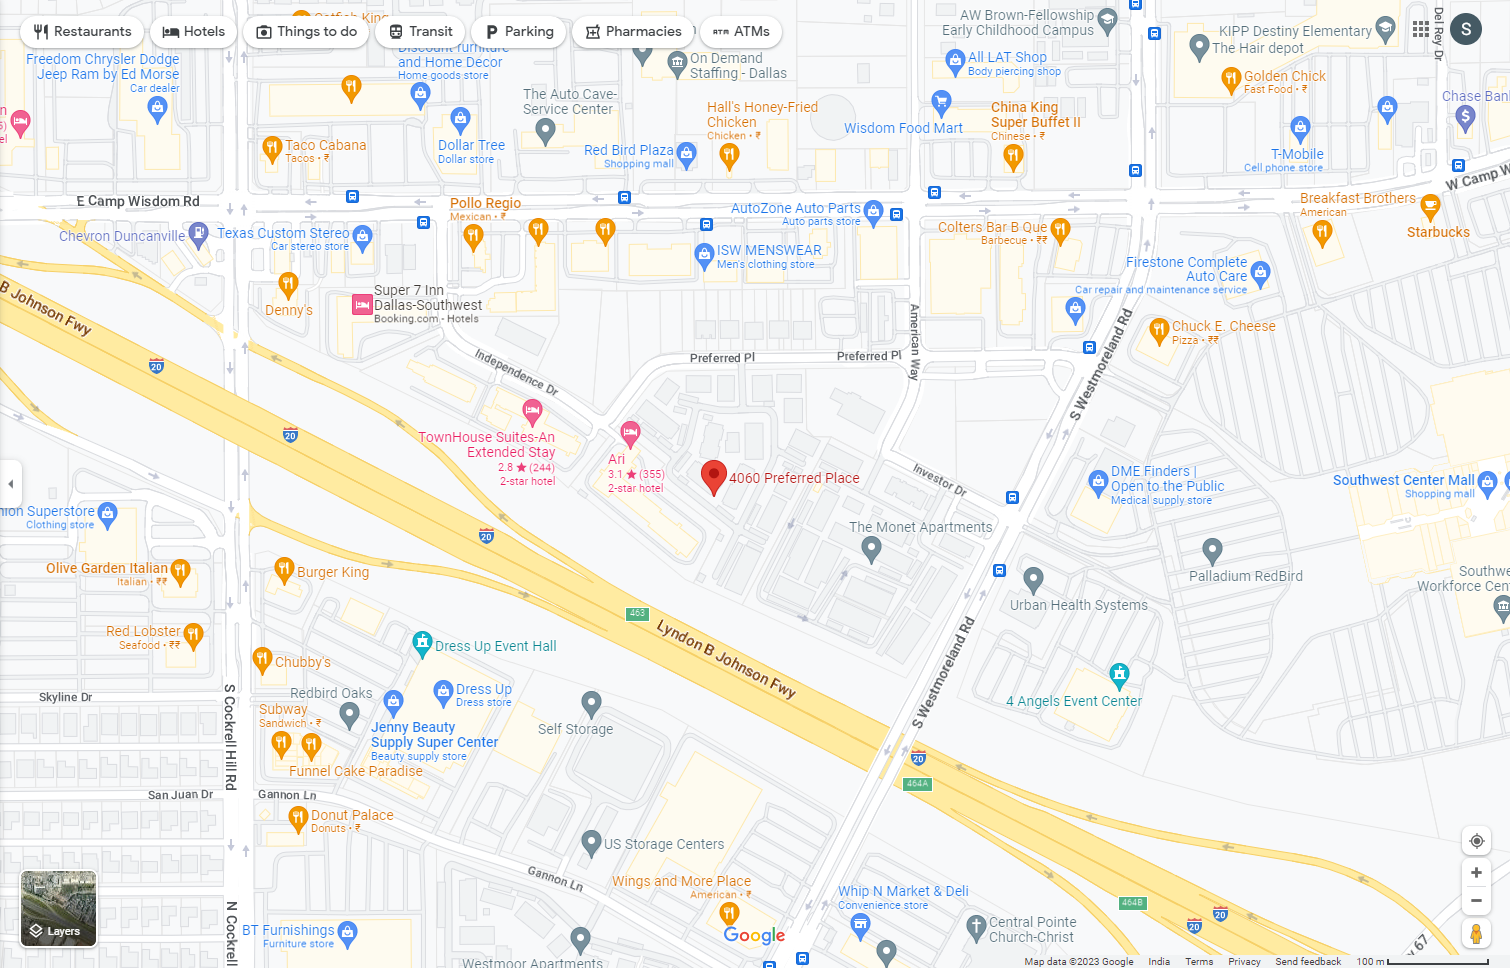 Restaurants
Hotels
Things to do
Transit
Parking
Pharmacies
ATMs
S
Catfish King
Discount Furniture
and Home Decor
Home goods store
Freedom Chrysler Dodge
Jeep Ram by Ed Morse
Car dealer
On Demand
Staffing - Dallas
AW Brown-Fellowship
Early Childhood Campus
All LAT Shop
Body piercing shop
KIPP Destiny Elementary
The Hair depot
Del Rey Dr
Golden Chick
Fast Food • ₹
Chase Bank
The Auto Cave-
Service Center
Hall's Honey-Fried
Chicken
Chicken • ₹
Wisdom Food Mart
China King
Super Buffet II
Chinese • ₹
T-Mobile
Cell phone store
Taco Cabana
Tacos • ₹
Dollar Tree
Dollar store
Red Bird Plaza
Shopping mall
E Camp Wisdom Rd
W Camp W
Pollo Regio
Mexican • ₹
AutoZone Auto Parts
Auto parts store
Breakfast Brothers
American
Starbucks
Chevron Duncanville
Texas Custom Stereo
Car stereo store
ISW MENSWEAR
Men's clothing store
Colters Bar B Que
Barbecue • ₹₹
Firestone Complete
Auto Care
Car repair and maintenance service
Denny's
Super 7 Inn
Dallas-Southwest
Booking.com • Hotels
B Johnson Fwy
20
American Way
Chuck E. Cheese
Pizza • ₹₹
Independence Dr
Preferred Pl
Preferred Pl
S Westmoreland Rd
20
TownHouse Suites-An
Extended Stay
2.8 ★ (244)
2-star hotel
Ari
3.1 ★ (355)
2-star hotel
4060 Preferred Place
Investor Dr
DME Finders |
Open to the Public
Medical supply store
Southwest Center Mall
Shopping mall
nion Superstore
Clothing store
20
The Monet Apartments
Palladium RedBird
Olive Garden Italian
Italian • ₹₹
Burger King
Urban Health Systems
Southwe
Workforce Cent
463
Lyndon B Johnson Fwy
Red Lobster
Seafood • ₹₹
Dress Up Event Hall
S Westmoreland Rd
Chubby's
Skyline Dr
S Cockrell Hill Rd
Redbird Oaks
Dress Up
Dress store
4 Angels Event Center
Subway
Sandwich • ₹
Jenny Beauty
Supply Super Center
Beauty supply store
Self Storage
Funnel Cake Paradise
20
464A
San Juan Dr
Gannon Ln
Donut Palace
Donuts • ₹
US Storage Centers
Gannon Ln
Wings and More Place
American • ₹
Whip N Market & Deli
Convenience store
464B
20
20
Layers
N Cockrell
BT Furnishings
Furniture store
Google
Central Pointe
Church-Christ
y 67
Westmoor Apartments
Map data ©2023 Google
India
Terms
Privacy
Send feedback
100 m